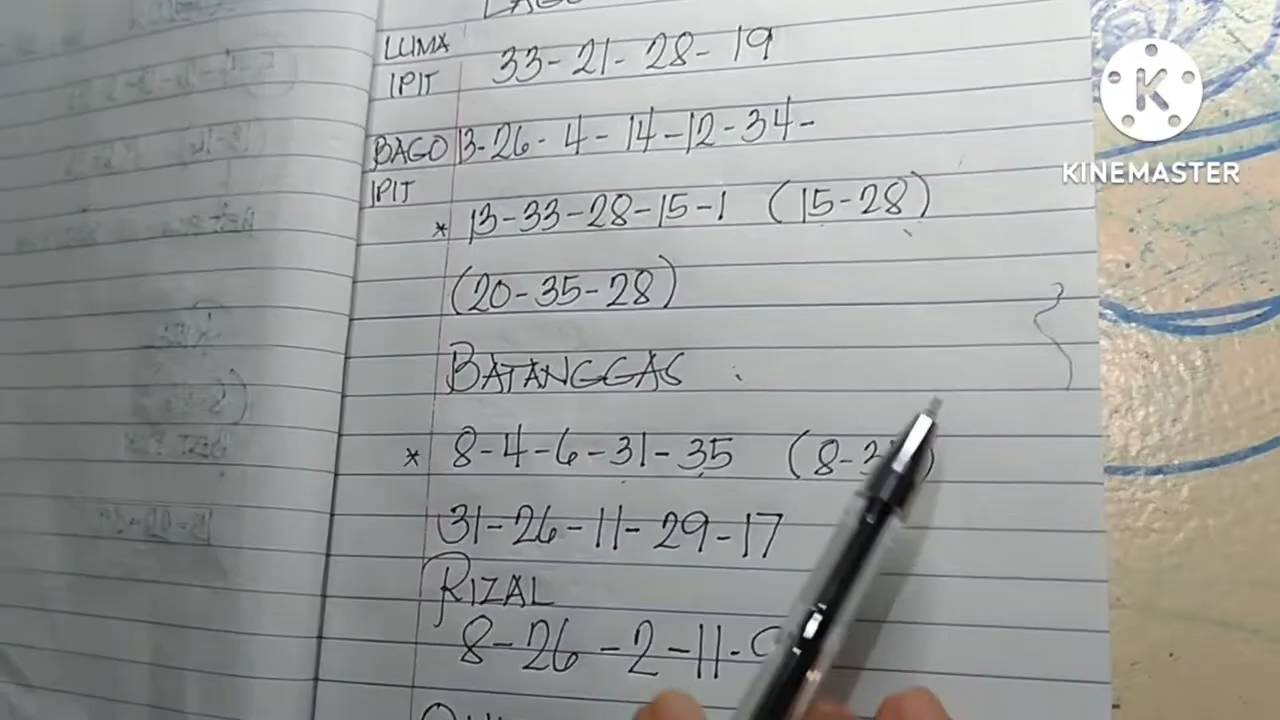 LUMA 33-21-28-19
IPIT
BAGO 13-26-4-14-12-34-
IPIT
* 13-33-28-15-1 (15-28)
(20-35-28)
BATANGGAS
* 8-4-6-31-35 (8-3
31-26-11-29-17
RIZAL
8-26-2-11-
K
KINEMASTER